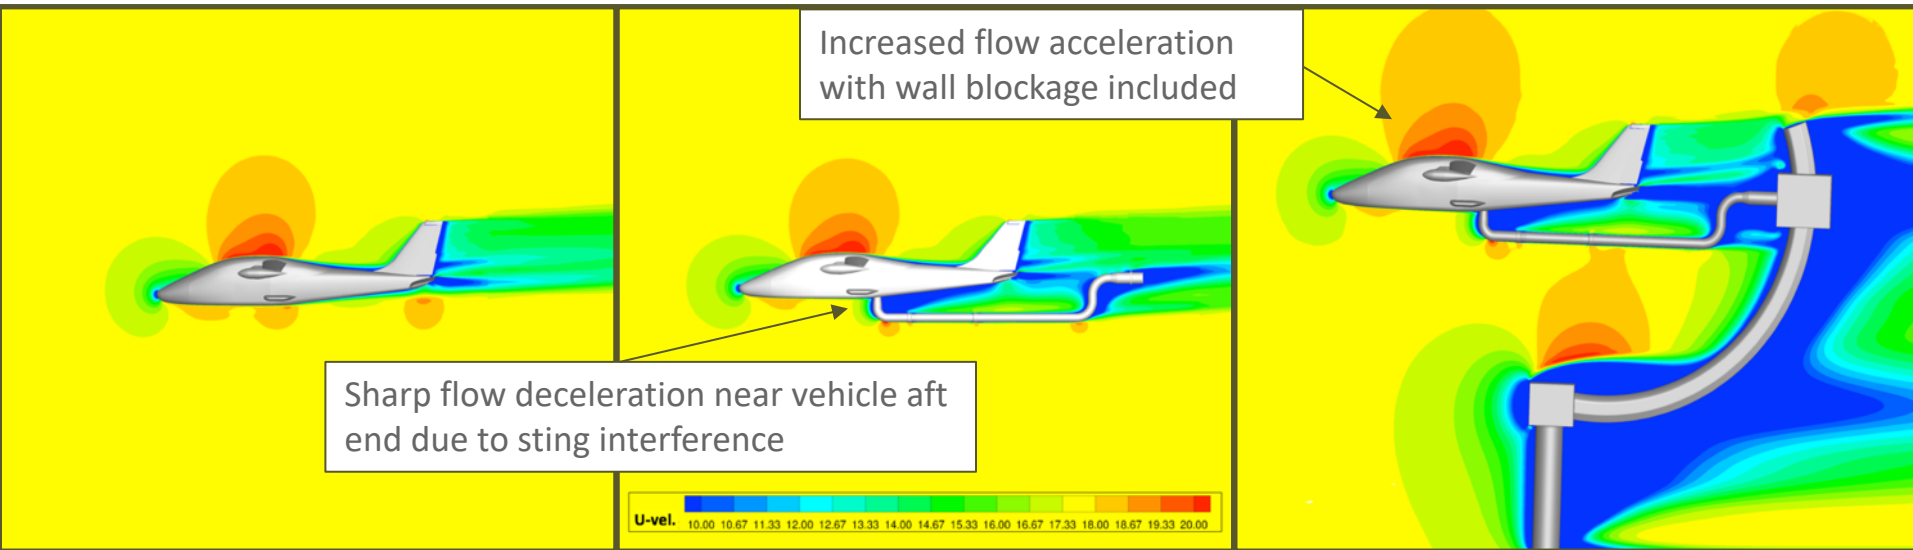 Increased flow acceleration
with wall blockage included
Sharp flow deceleration near vehicle aft
end due to sting interference
U-vel. 10.00 10.67 11.33 12.00 12.67 13.33 14.00 14.67 15.33 16.00 16.67 17.33 18.00 18.67 19.33 20.00